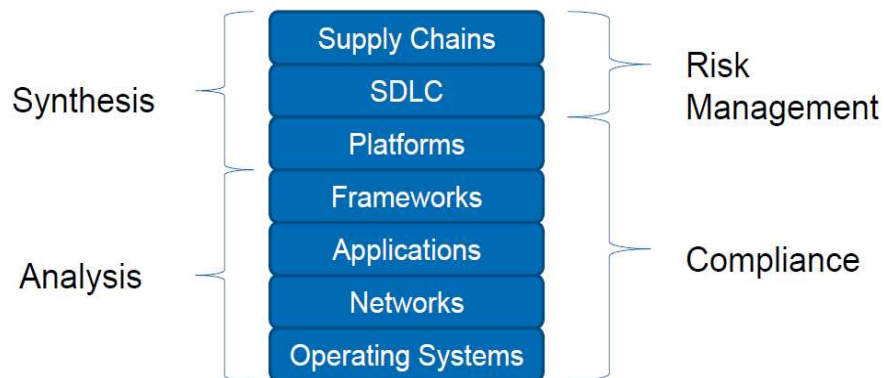 Synthesis
Analysis
Supply Chains
SDLC
Platforms
Frameworks
Applications
Networks
Operating Systems
Risk
Management
Compliance